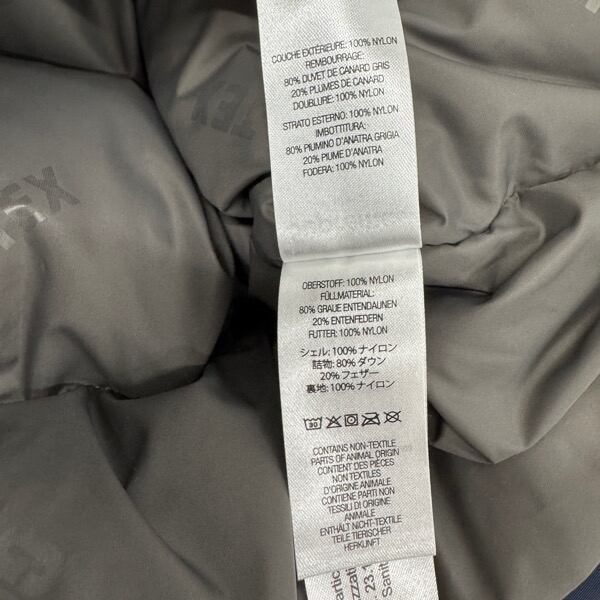 COUCHE EXTÉRIEURE: 100% NYLON
REMBOURRAGE:
80% DUVET DE CANARD GRIS
20% PLUMES DE CANARD
DOUBLURE: 100% NYLON
STRATO ESTERNO: 100% NYLON
IMBOTTITURA:
80% PIUMINO D'ANATRA GRIGIA
20% PIUME D'ANATRA
FODERA: 100% NYLON
OBERSTOFF: 100% NYLON
FÜLLMATERIAL:
80% GRAUE ENTENDAUNEN
20% ENTENFEDERN
FUTTER: 100% NYLON
シェル: 100% ナイロン
詰物: 80% ダウン
20% フェザー
裏地: 100% ナイロン
30
CONTAINS NON-TEXTILE
PARTS OF ANIMAL ORIGIN
CONTIENT DES PIÈCES
NON TEXTILES
D'ORIGINE ANIMALE
CONTIENE PARTI NON
TESSILI DI ORIGINE
ANIMALE
ENTHÄLT NICHT-TEXTILE
TEILE TIERISCHER
HERKUNFT